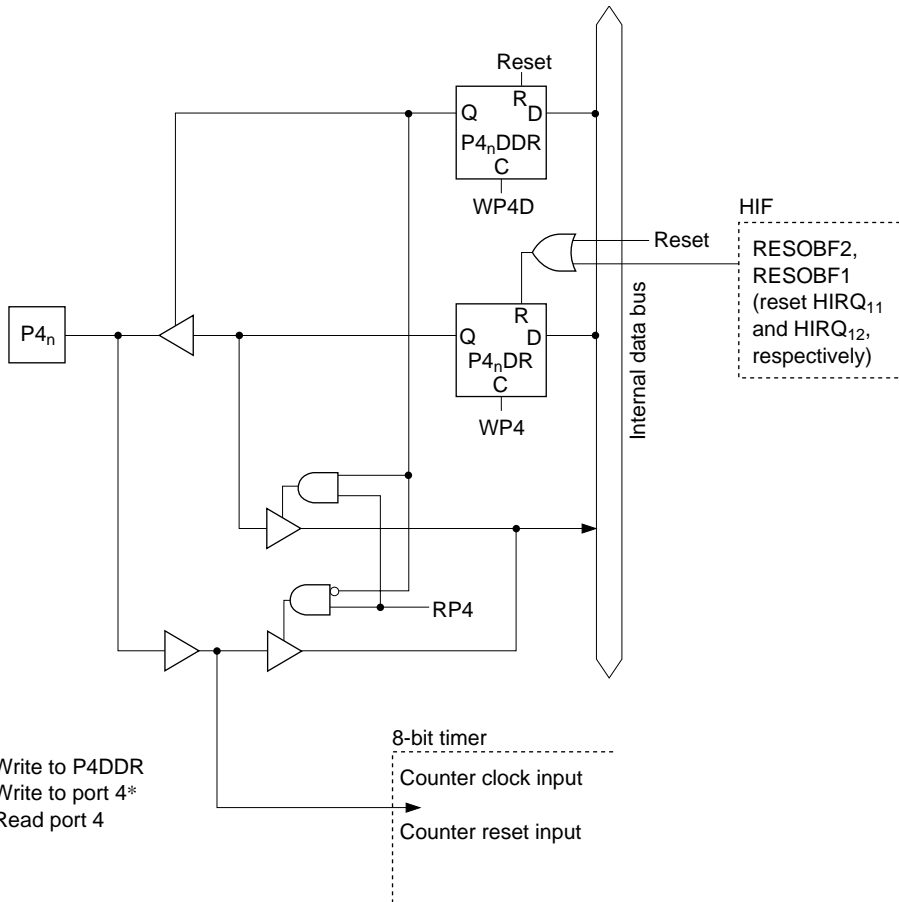 Reset
R
Q D
P4nDDR
C
WP4D
HIF
Reset
RESOBF2,
RESOBF1
(reset HIRQ11
and HIRQ12,
respectively)
Internal data bus
P4n
R
Q D
P4nDR
C
WP4
RP4
8-bit timer
Counter clock input
Counter reset input
Write to P4DDR
Write to port 4*
Read port 4